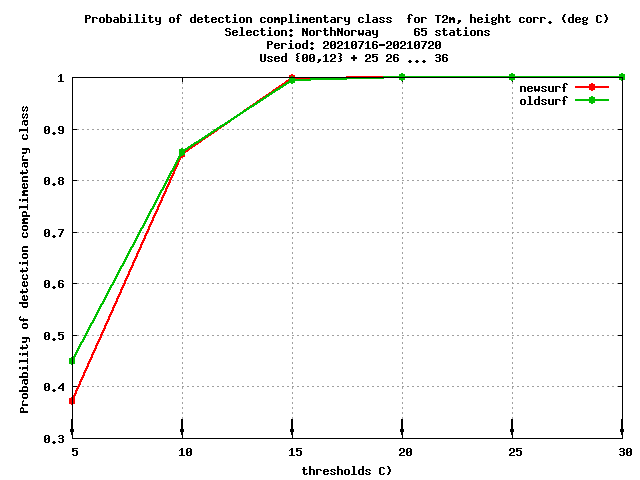 Probability of detection complimentary class  for T2m, height corr. (deg C)
Selection: NorthNorway     65 stations
Period: 20210716-20210720
Used {00,12} + 25 26 ... 36
newsurf
oldsurf
1
0.9
0.8
0.7
0.6
0.5
0.4
0.3
Probability of detection complimentary class
5 10 15 20 25 30
thresholds C)